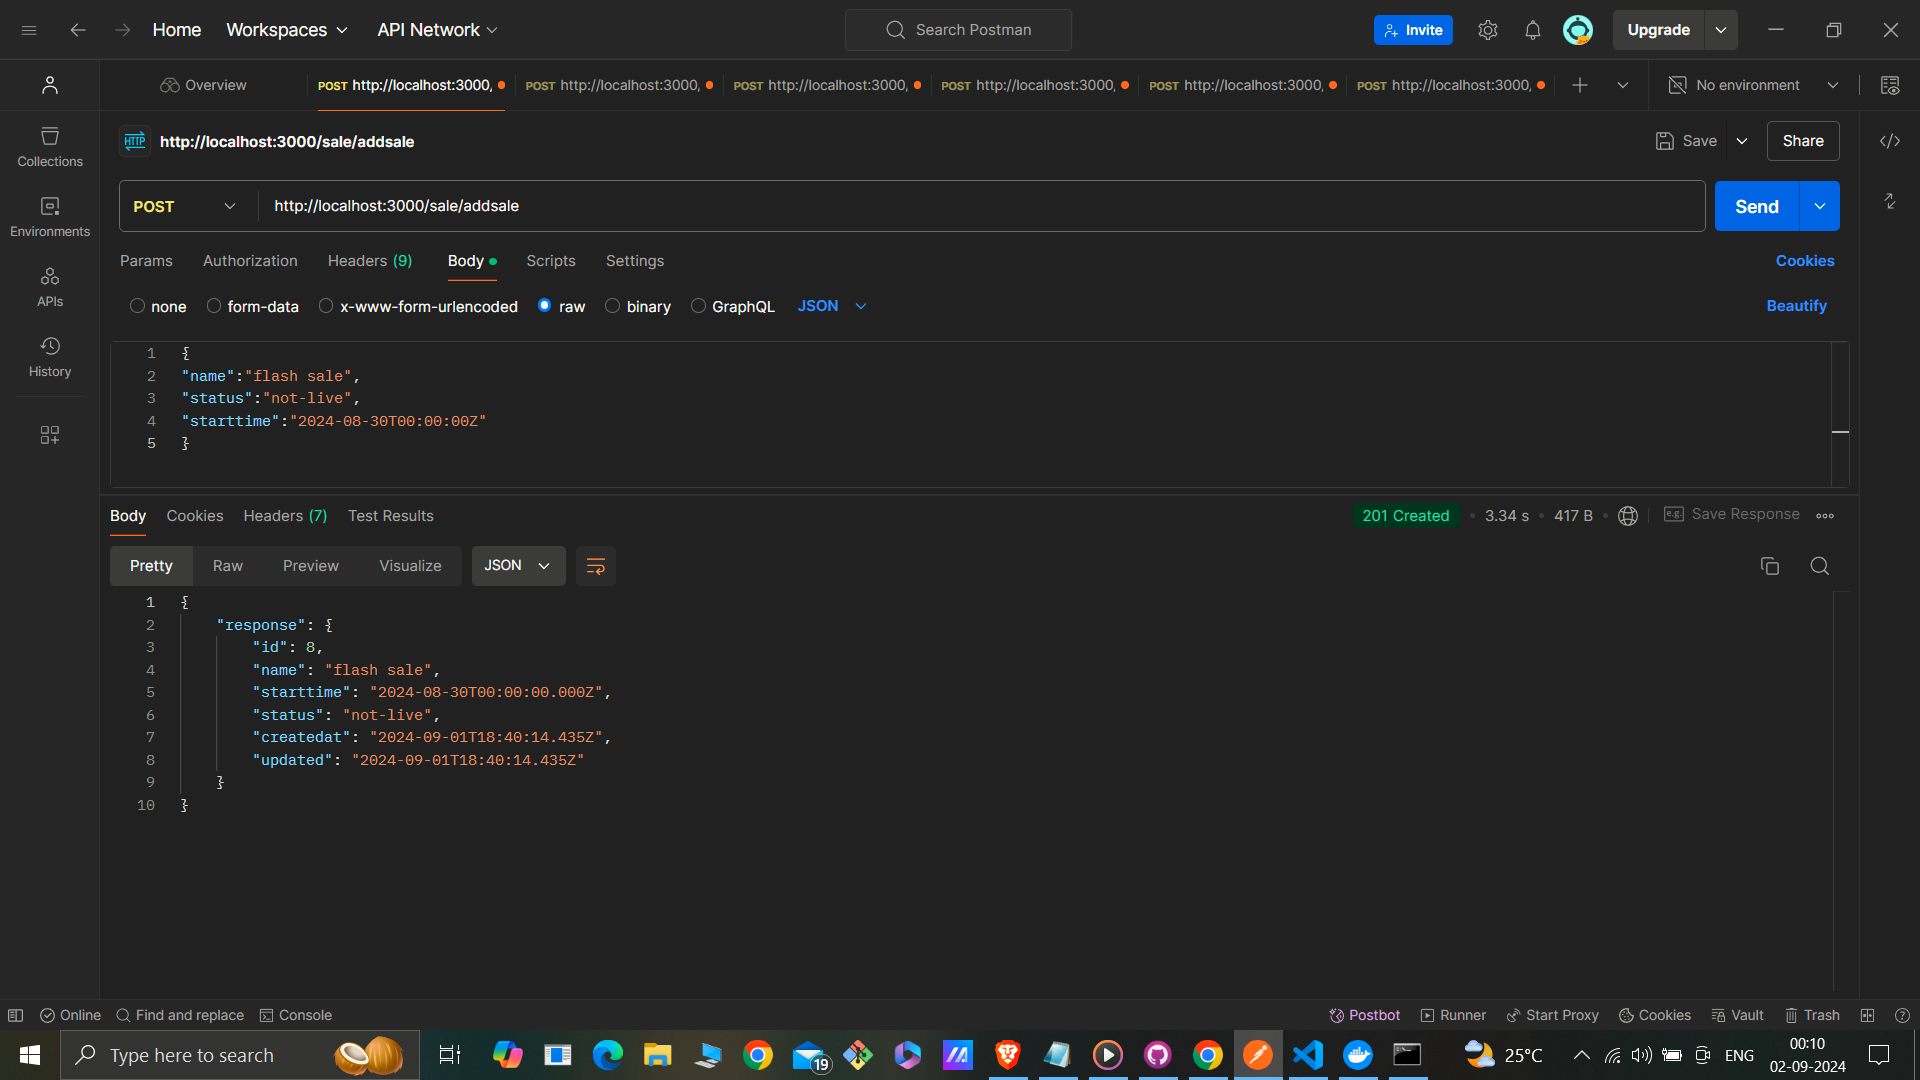 Home Workspaces API Network Search Postman Invite Upgrade
Overview POST http://localhost:3000, POST http://localhost:3000, POST http://localhost:3000, POST http://localhost:3000, POST http://localhost:3000, POST http://localhost:3000, No environment
Collections
Environments
APIs
History
HTTP http://localhost:3000/sale/addsale Save Share
POST http://localhost:3000/sale/addsale Send
Params Authorization Headers (9) Body Scripts Settings Cookies
none form-data x-www-form-urlencoded raw binary GraphQL JSON Beautify
1 {
2 "name":"flash sale",
3 "status":"not-live",
4 "starttime":"2024-08-30T00:00:00Z"
5 }
Body Cookies Headers (7) Test Results 201 Created 3.34 s 417 B e.g. Save Response
Pretty Raw Preview Visualize JSON
1 {
2 "response": {
3 "id": 8,
4 "name": "flash sale",
5 "starttime": "2024-08-30T00:00:00.000Z",
6 "status": "not-live",
7 "createdat": "2024-09-01T18:40:14.435Z",
8 "updated": "2024-09-01T18:40:14.435Z"
9 }
10 }
Online Find and replace Console Postbot Runner Start Proxy Cookies Vault Trash
Type here to search 19 25°C ENG 00:10
02-09-2024